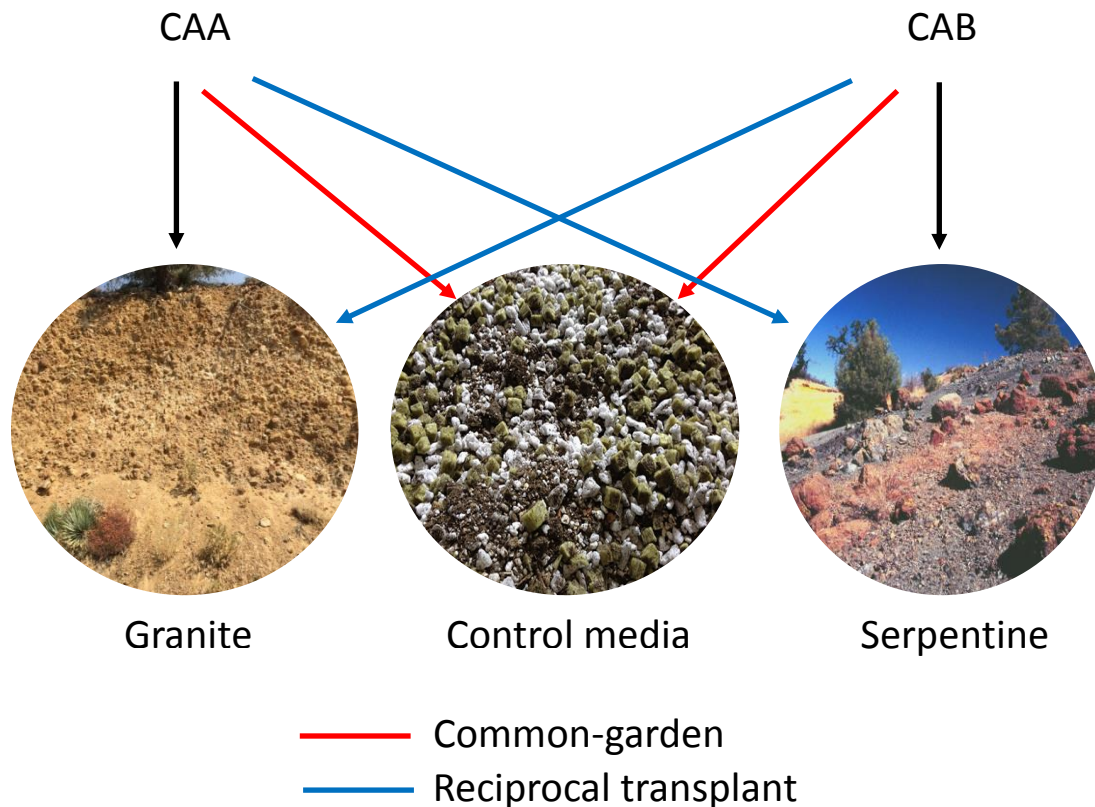 CAA
CAB
Granite
Control media
Serpentine
Common-garden
Reciprocal transplant